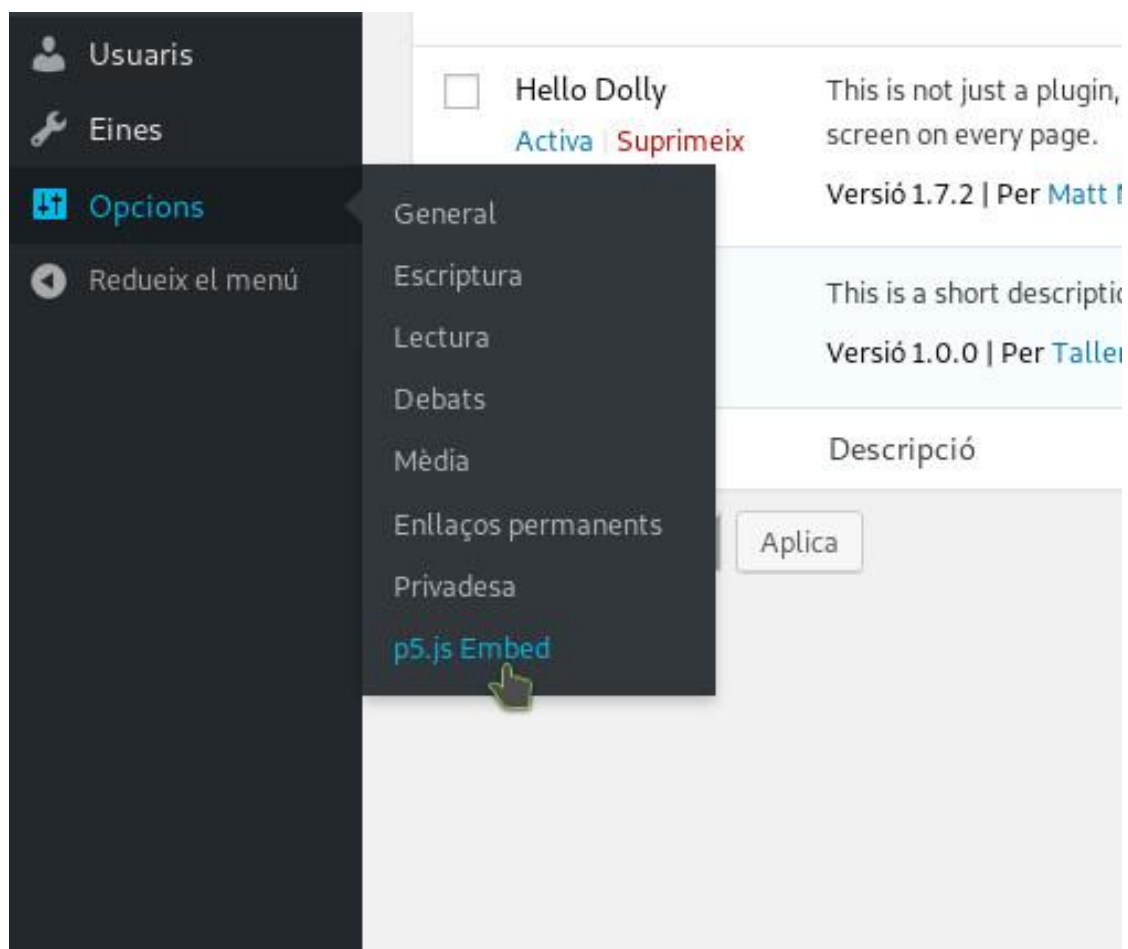 Usuaris
Eines
Opcions
Redueix el menú
General
Escriptura
Lectura
Debats
Mèdia
Enllaços permanents
Privadesa
p5.js Embed
Hello Dolly
Activa | Suprimeix
This is not just a plugin,
screen on every page.
Versió 1.7.2 | Per Matt
This is a short
Versió 1.0.0 | Per
Descripció
Aplica